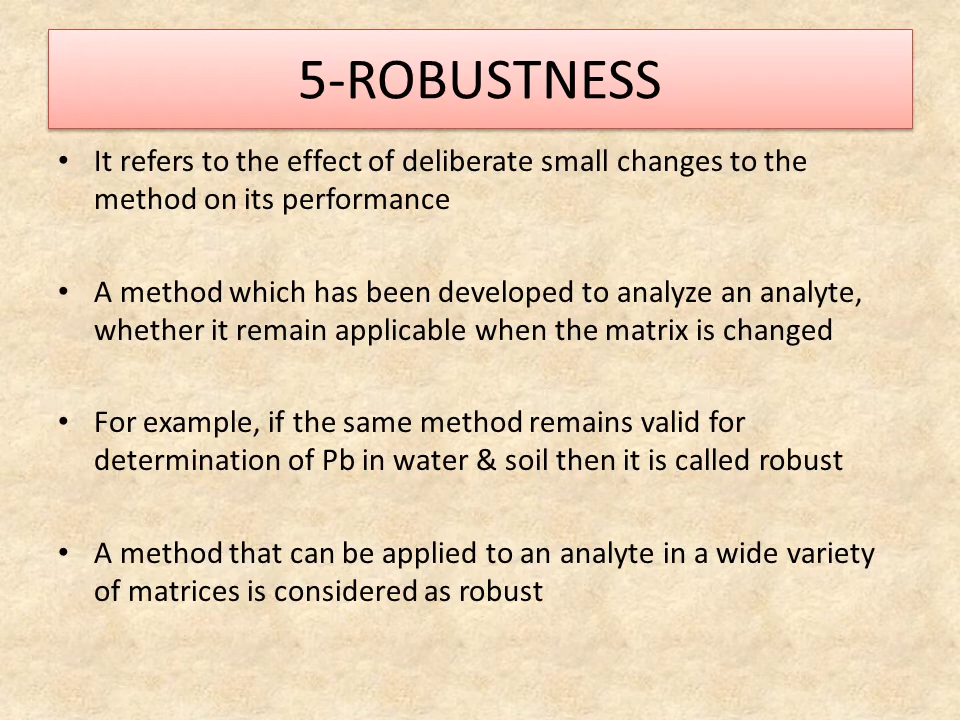 5-ROBUSTNESS
• It refers to the effect of deliberate small changes to the
method on its performance
• A method which has been developed to analyze an analyte,
whether it remain applicable when the matrix is changed
• For example, if the same method remains valid for
determination of Pb in water & soil then it is called robust
• A method that can be applied to an analyte in a wide variety
of matrices is considered as robust